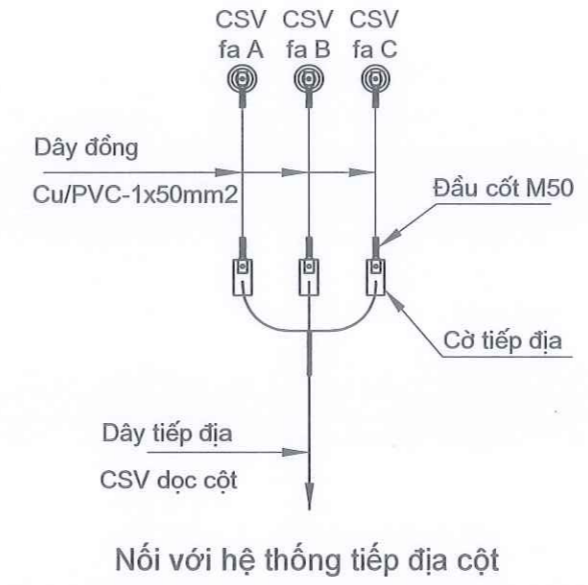 CSV CSV CSV
fa A fa B fa C
Dây đồng
Cu/PVC-1x50mm2
Đầu cốt M50
Cờ tiếp địa
Dây tiếp địa
CSV dọc cột
Nối với hệ thống tiếp địa cột